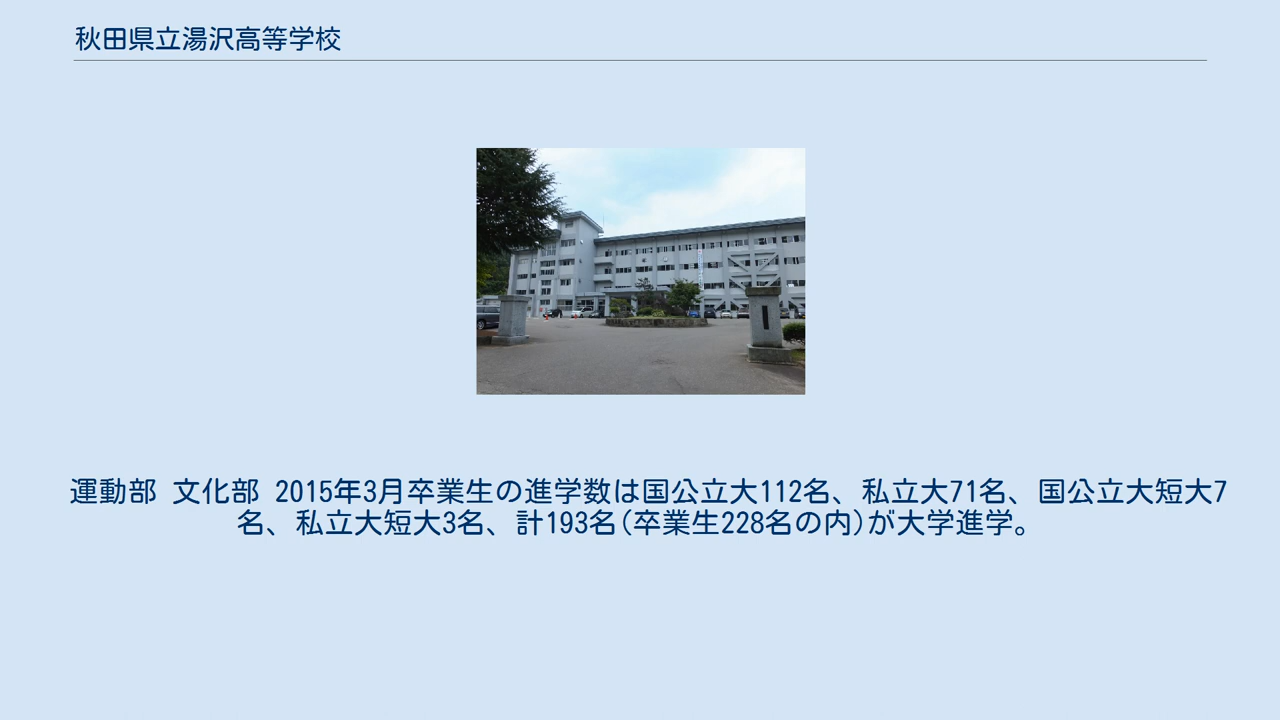 秋田県立湯沢高等学校
運動部 文化部 2015年3月卒業生の進学数は国公立大112名、私立大71名、国公立大短大7
名、私立大短大3名、計193名(卒業生228名の内)が大学進学。